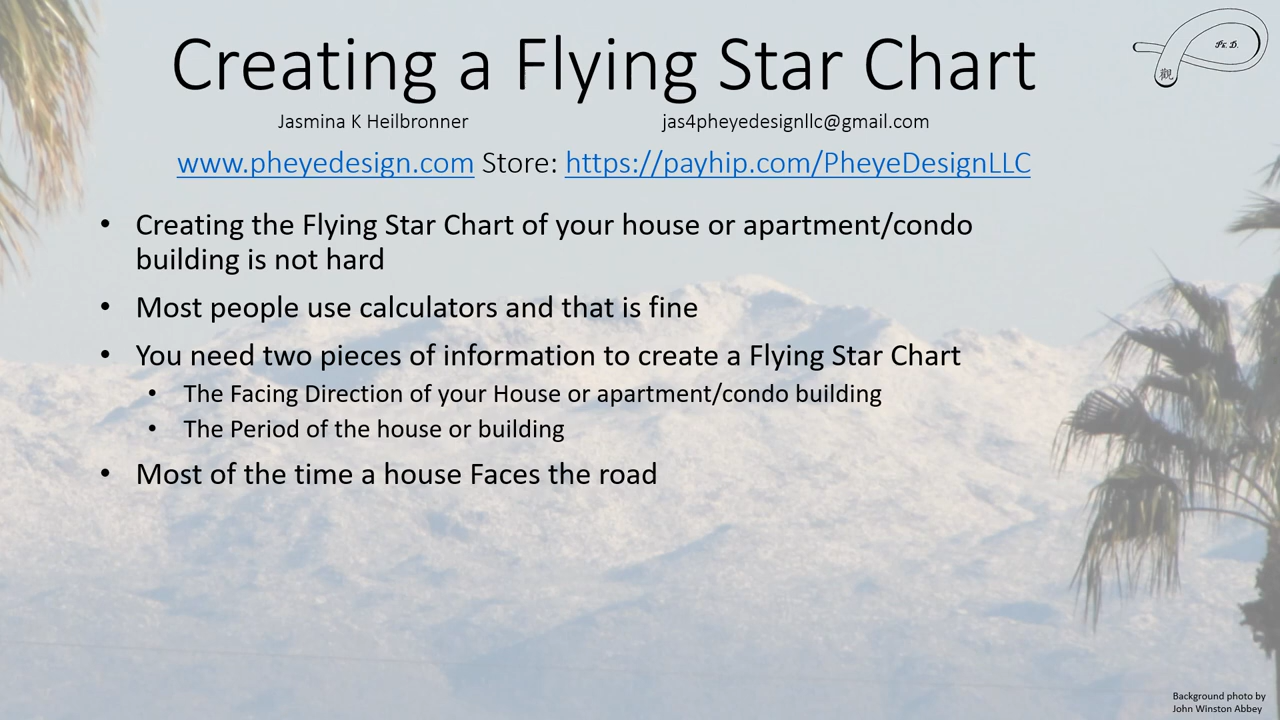 Creating a Flying Star Chart
Ph. D.
觀
Jasmina K Heilbronner jas4pheyedesignllc@gmail.com
www.pheyedesign.com Store: https://payhip.com/PheyeDesignLLC
• Creating the Flying Star Chart of your house or apartment/condo
building is not hard
• Most people use calculators and that is fine
• You need two pieces of information to create a Flying Star Chart
• The Facing Direction of your House or apartment/condo building
• The Period of the house or building
• Most of the time a house Faces the road
Background photo by
John Winston Abbey